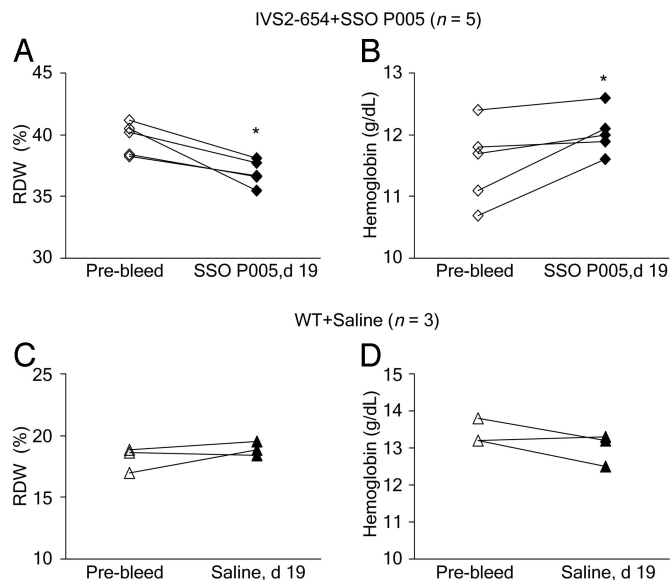 IVS2-654+SSO P005 (n = 5)
A
B
45
40
35
30
RDW (%)
*
Pre-bleed SSO P005,d 19
13
12
11
10
Hemoglobin (g/dL)
*
Pre-bleed SSO P005,d 19
WT+Saline (n = 3)
C
D
25
20
15
10
RDW (%)
Pre-bleed Saline, d 19
15
14
13
12
11
10
Hemoglobin (g/dL)
Pre-bleed Saline, d 19